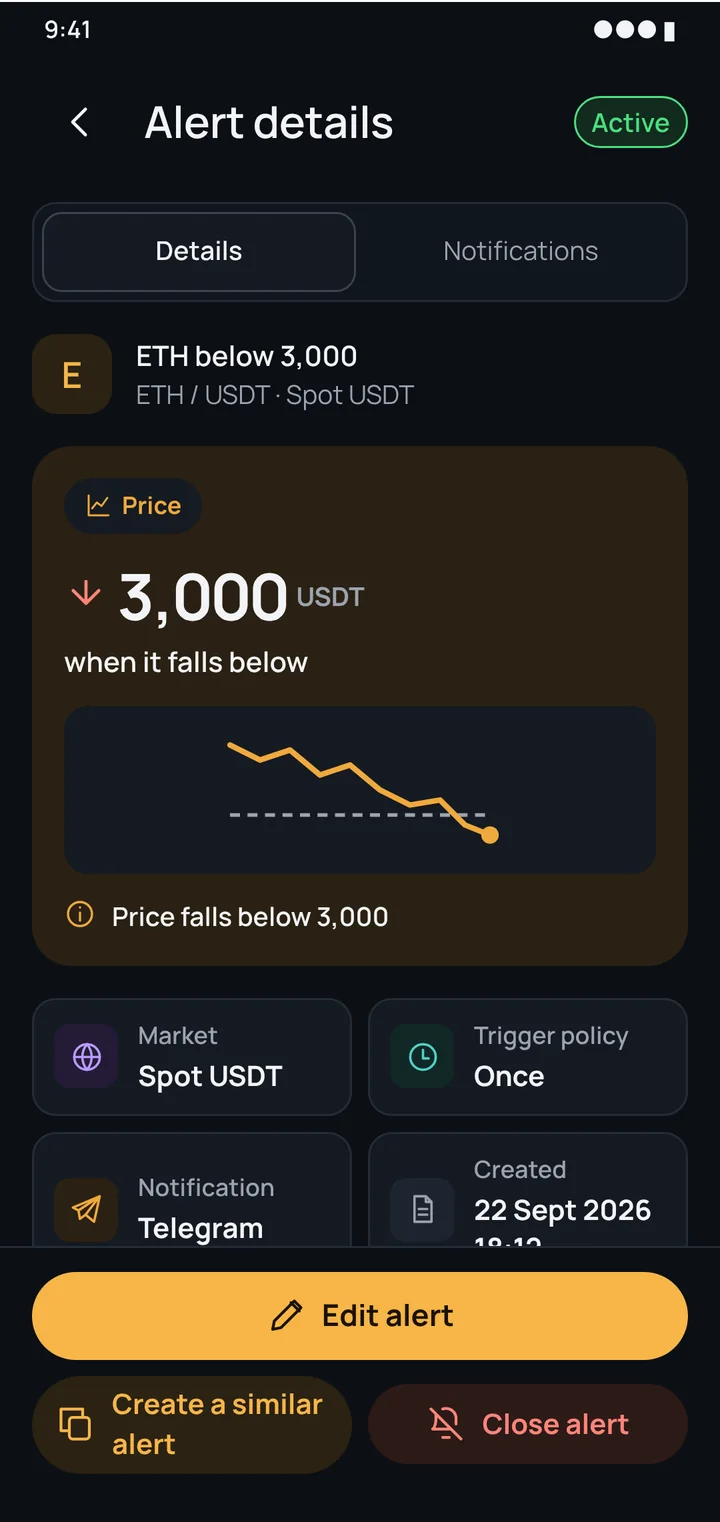 9:41
Alert details
Active
Details
Notifications
E
ETH below 3,000
ETH / USDT · Spot USDT
Price
3,000 USDT
when it falls below
Price falls below 3,000
Market
Spot USDT
Trigger policy
Once
Notification
Telegram
Created
22 Sept 2026
18:12
Edit alert
Create a similar
alert
Close alert